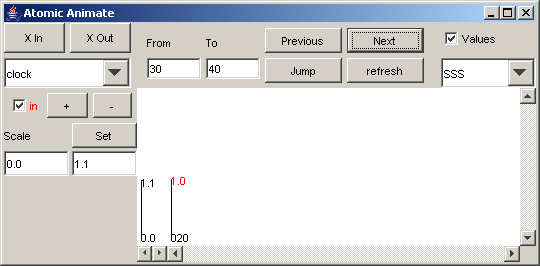 Atomic Animate
X In
X Out
From
To
Previous
Next
Values
clock
30
40
Jump
refresh
SSS
in
+
-
Scale
Set
0.0
1.1
1.1
1.0
0.0
020